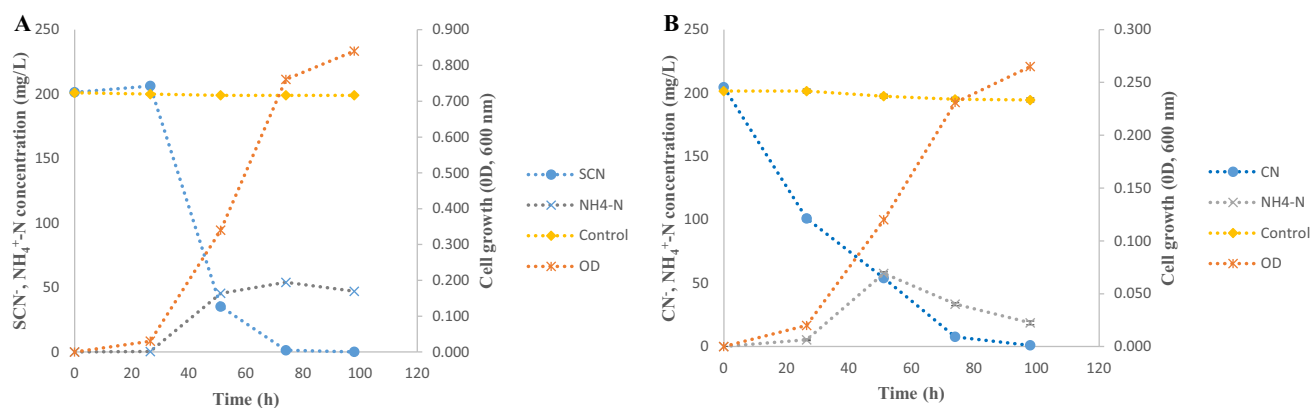 A
SCN-, NH₄⁺-N concentration (mg/L)
250
200
150
100
50
0
0 20 40 60 80 100 120
Time (h)
0.900
0.800
0.700
0.600
0.500
0.400
0.300
0.200
0.100
0.000
Cell growth (0D, 600 nm)
SCN
NH4-N
Control
OD
B
CN-, NH₄⁺-N concentration (mg/L)
250
200
150
100
50
0
0 20 40 60 80 100 120
Time (h)
0.300
0.250
0.200
0.150
0.100
0.050
0.000
Cell growth (0D, 600 nm)
CN
NH4-N
Control
OD